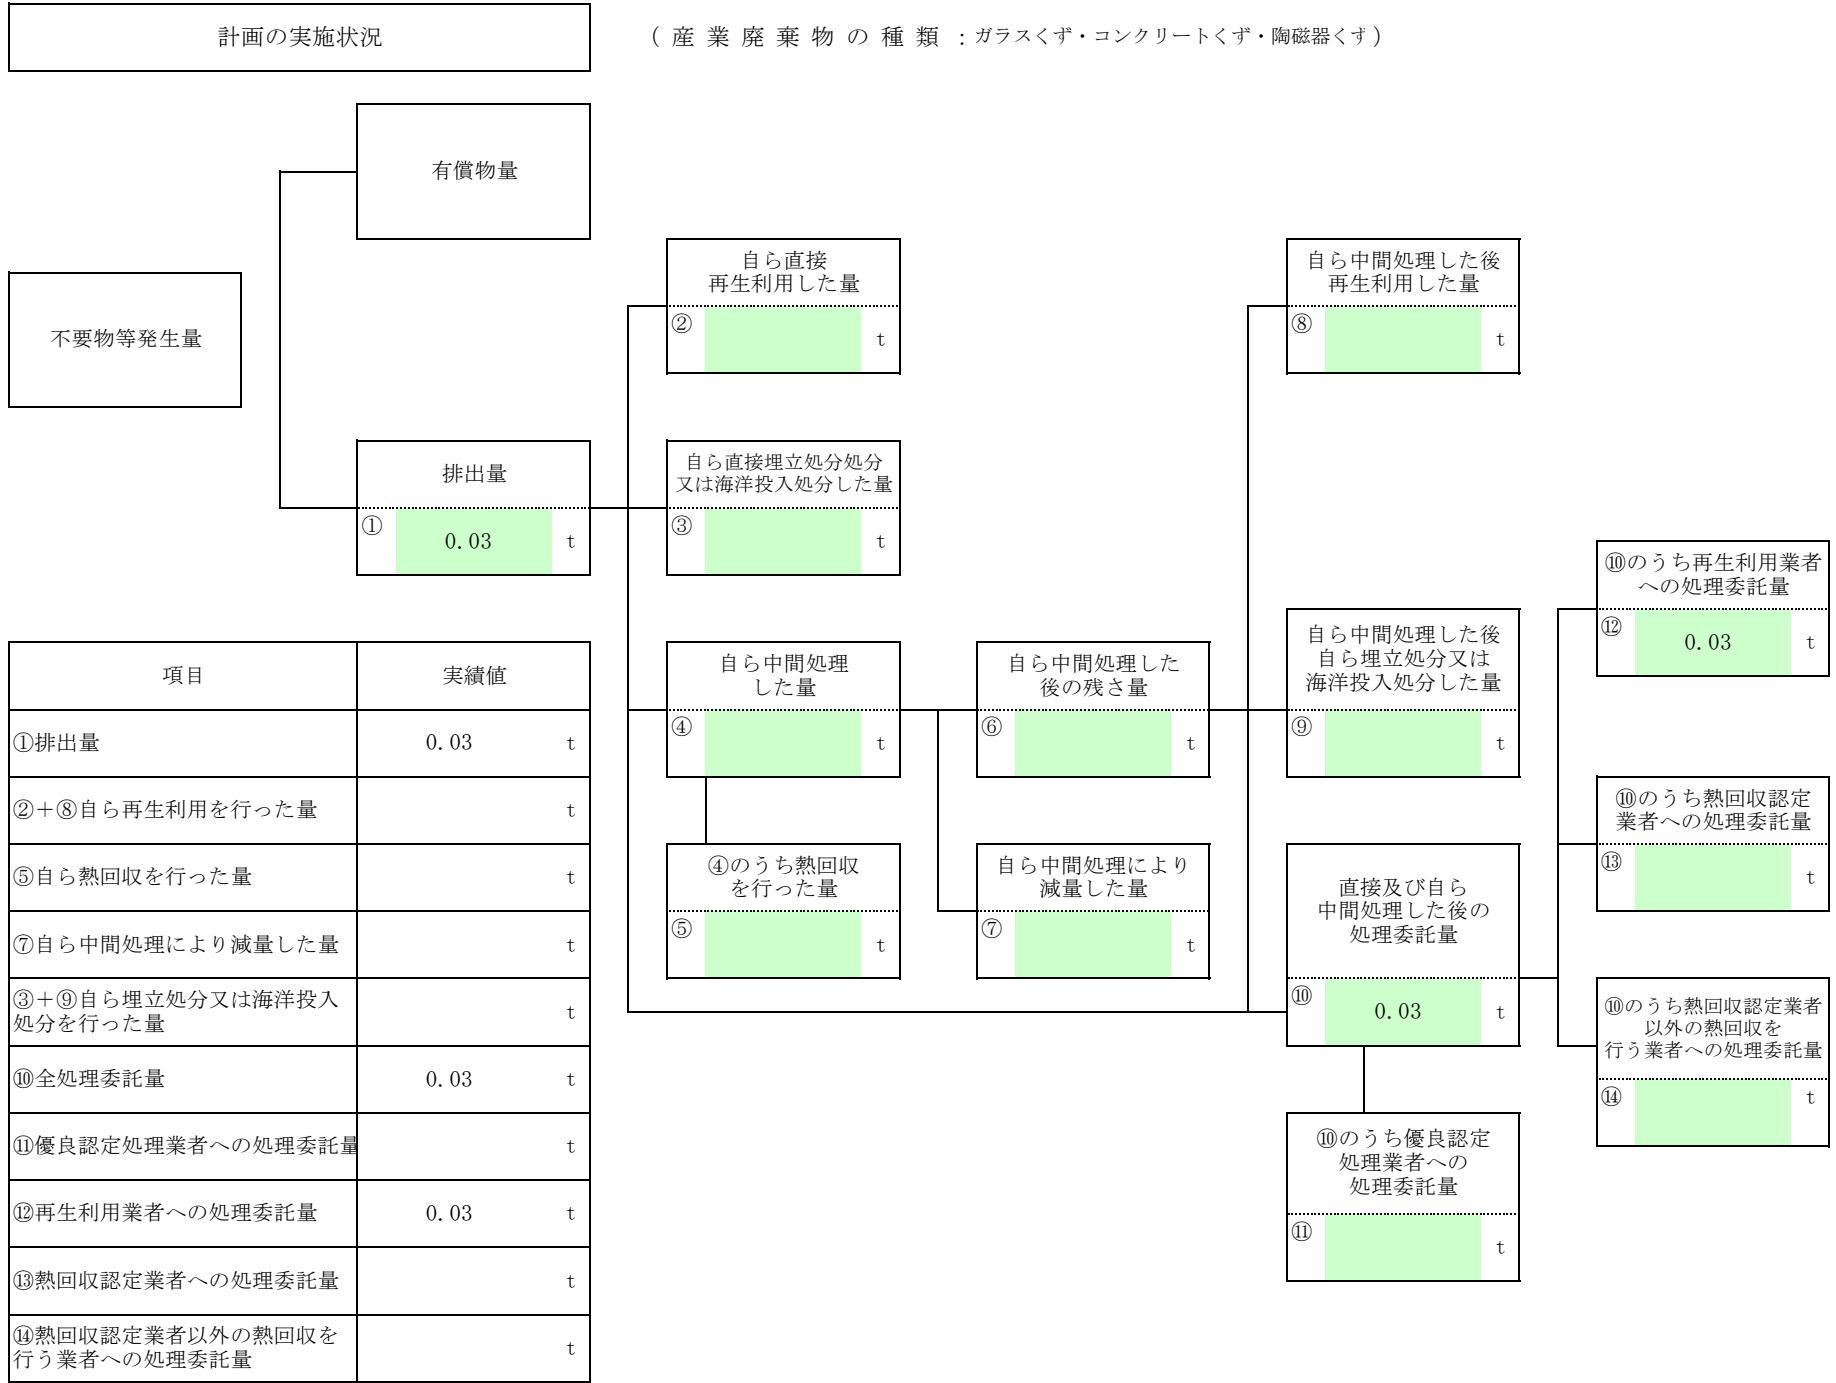 計画の実施状況
（産業廃棄物の種類：ガラスくず・コンクリートくず・陶磁器くず）
有償物量
不要物等発生量
排出量
① 0.03 t
自ら直接
再生利用した量
② t
自ら直接埋立処分処分
又は海洋投入処分した量
③ t
自ら中間処理
した量
④ t
④のうち熱回収
を行った量
⑤ t
自ら中間処理した
後の残さ量
⑥ t
自ら中間処理により
減量した量
⑦ t
自ら中間処理した後
再生利用した量
⑧ t
自ら中間処理した後
自ら埋立処分又は
海洋投入処分した量
⑨ t
直接及び自ら
中間処理した後の
処理委託量
⑩ 0.03 t
⑩のうち優良認定
処理業者への
処理委託量
⑪ t
⑩のうち再生利用業者
への処理委託量
⑫ 0.03 t
⑩のうち熱回収認定
業者への処理委託量
⑬ t
⑩のうち熱回収認定業者
以外の熱回収を
行う業者への処理委託量
⑭ t
項目 実績値
①排出量 0.03 t
②＋⑧自ら再生利用を行った量 t
⑤自ら熱回収を行った量 t
⑦自ら中間処理により減量した量 t
③＋⑨自ら埋立処分又は海洋投入
処分を行った量 t
⑩全処理委託量 0.03 t
⑪優良認定処理業者への処理委託量 t
⑫再生利用業者への処理委託量 0.03 t
⑬熱回収認定業者への処理委託量 t
⑭熱回収認定業者以外の熱回収を
行う業者への処理委託量 t